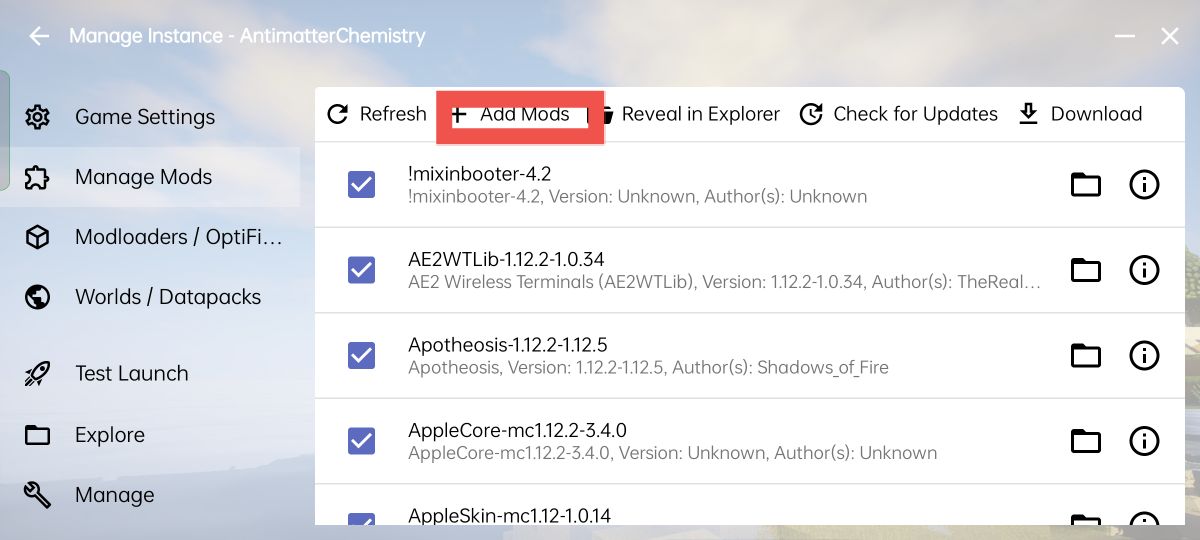 Manage Instance - AntimatterChemistry
Game Settings
Manage Mods
Modloaders / OptiFi...
Worlds / Datapacks
Test Launch
Explore
Manage
Refresh
Add Mods
Reveal in Explorer
Check for Updates
Download
!mixinbooter-4.2
!mixinbooter-4.2, Version: Unknown, Author(s): Unknown
AE2WTLib-1.12.2-1.0.34
AE2 Wireless Terminals (AE2WTLib), Version: 1.12.2-1.0.34, Author(s): TheReal...
Apotheosis-1.12.2-1.12.5
Apotheosis, Version: 1.12.2-1.12.5, Author(s): Shadows_of_Fire
AppleCore-mc1.12.2-3.4.0
AppleCore-mc1.12.2-3.4.0, Version: Unknown, Author(s): Unknown
AppleSkin-mc1.12-1.0.14